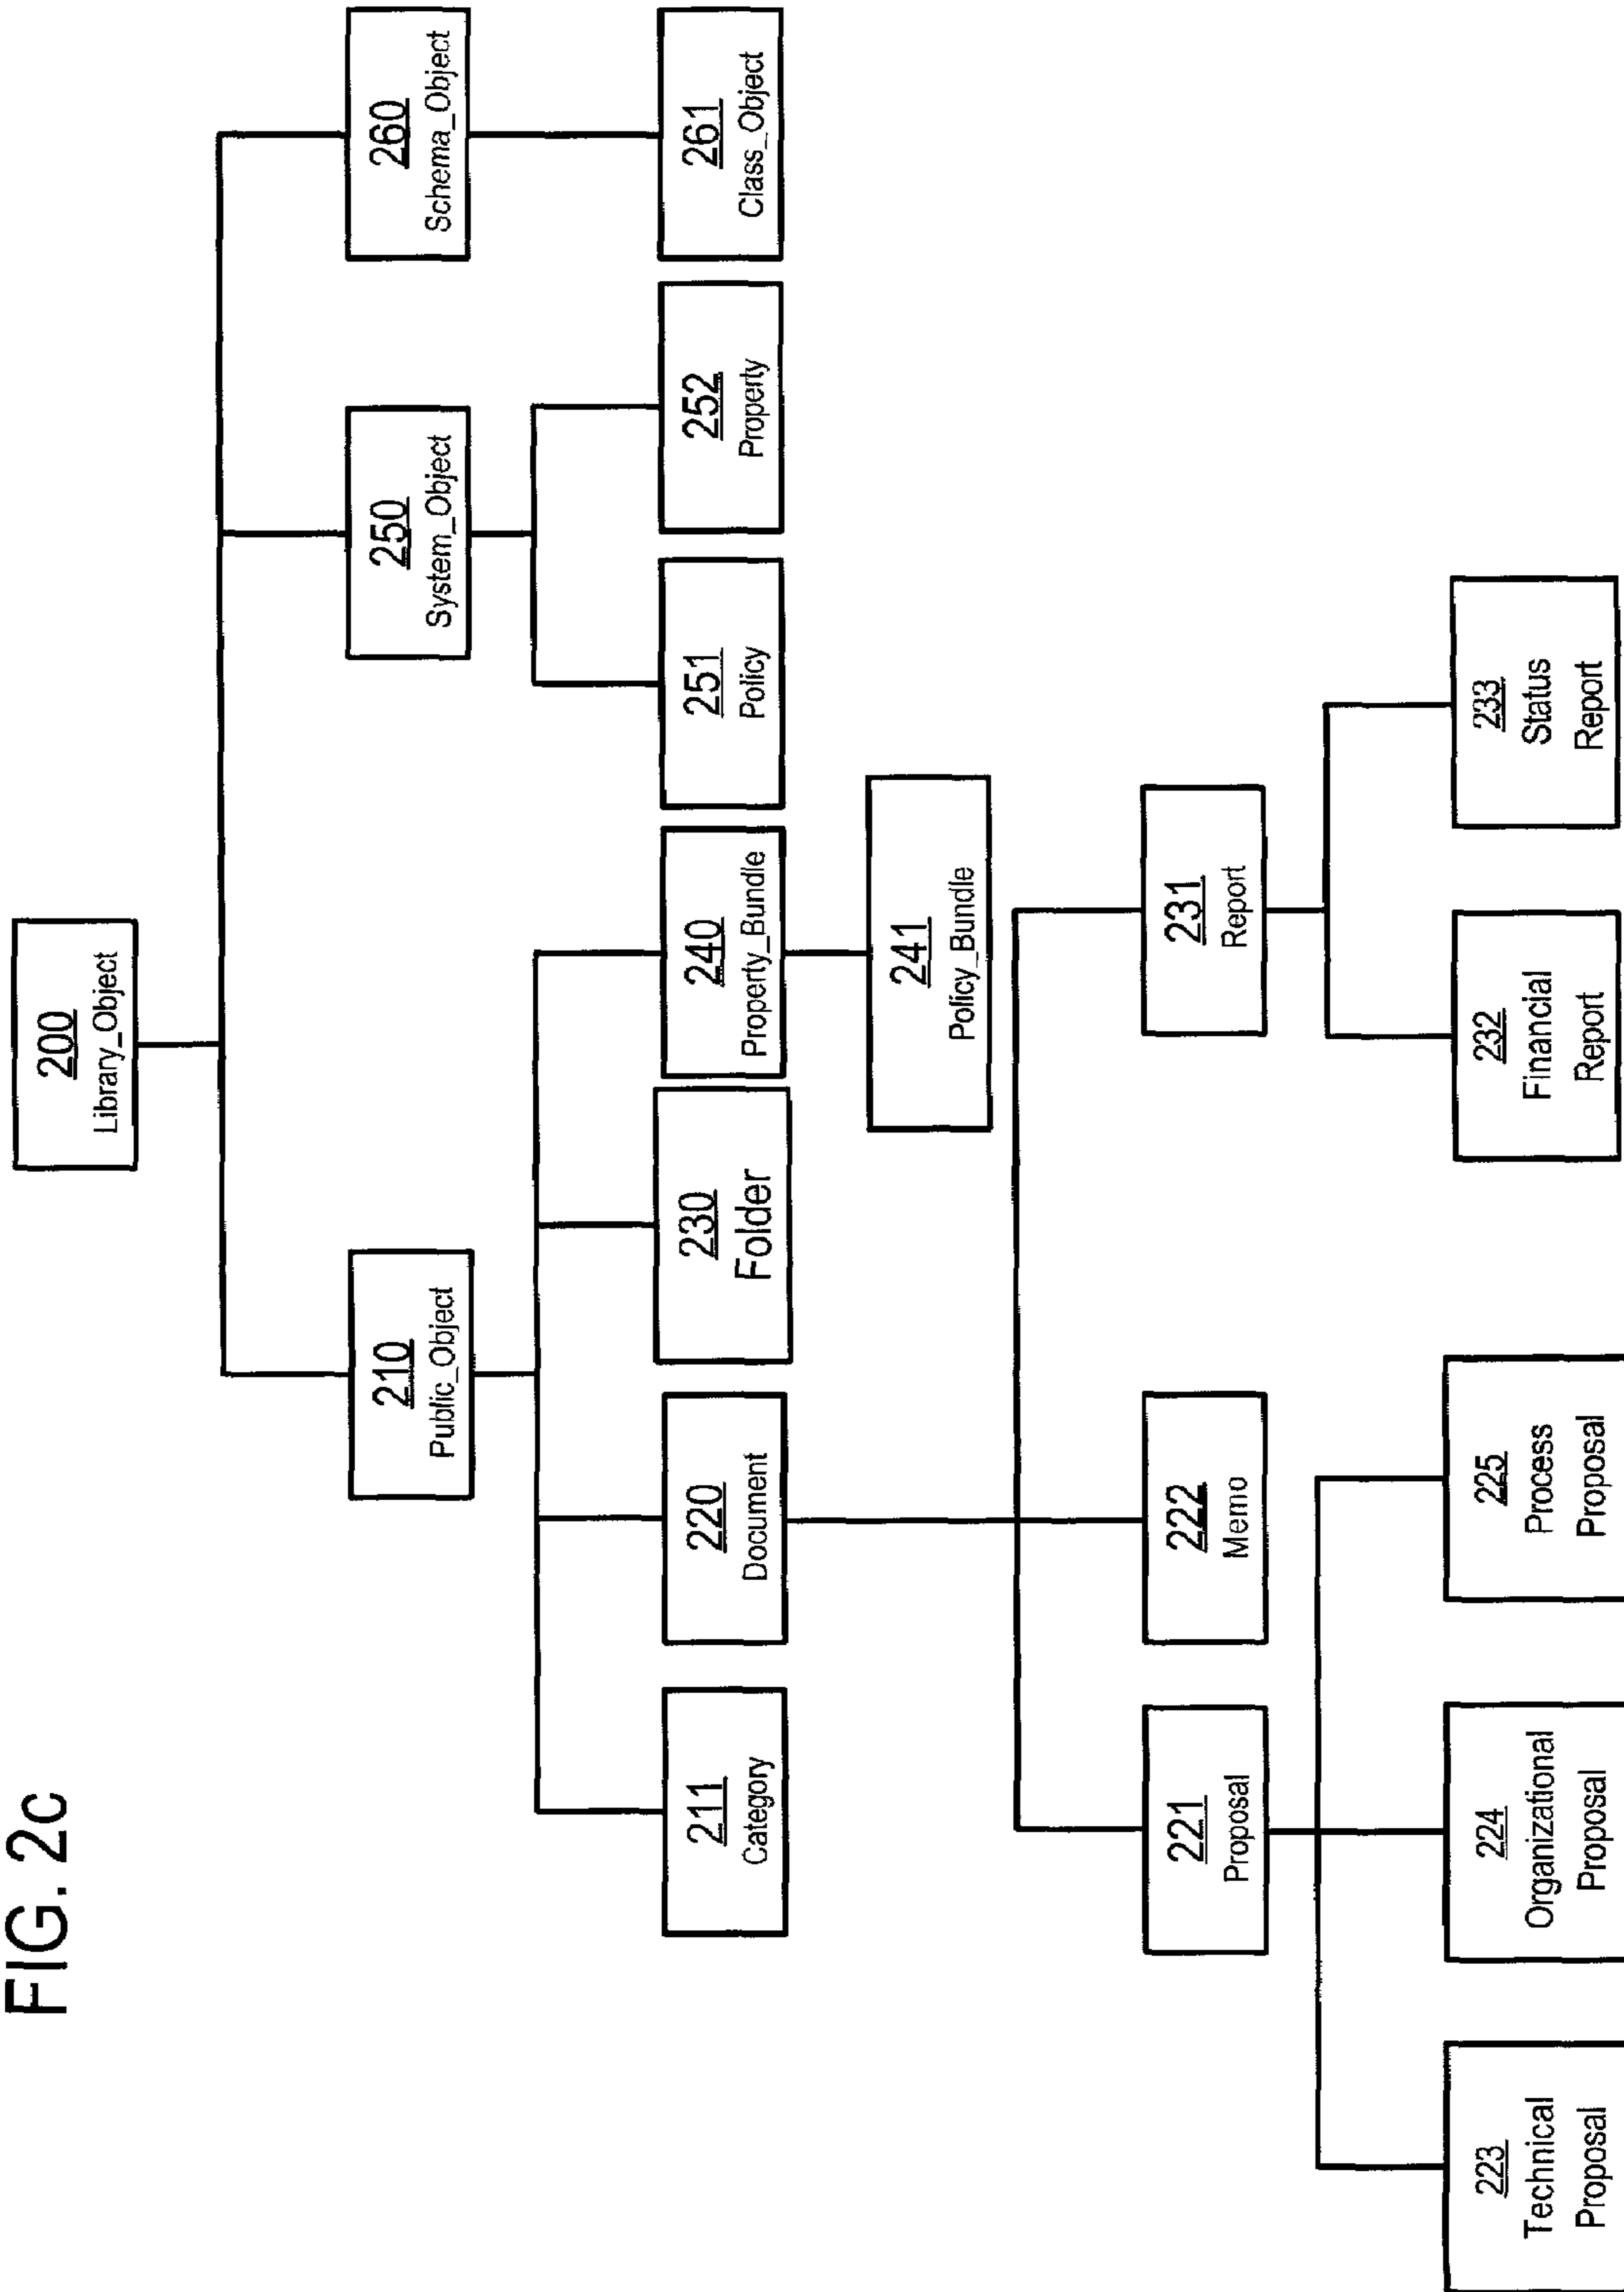 FIG. 2c
200
Library_Object
210
Public_Object
250
System_Object
260
Schema_Object
211
Category
220
Document
230
Folder
240
Property_Bundle
251
Policy
252
Property
261
Class_Object
241
Policy_Bundle
221
Proposal
222
Memo
231
Report
223
Technical
Proposal
224
Organizational
Proposal
225
Process
Proposal
232
Financial
Report
233
Status
Report